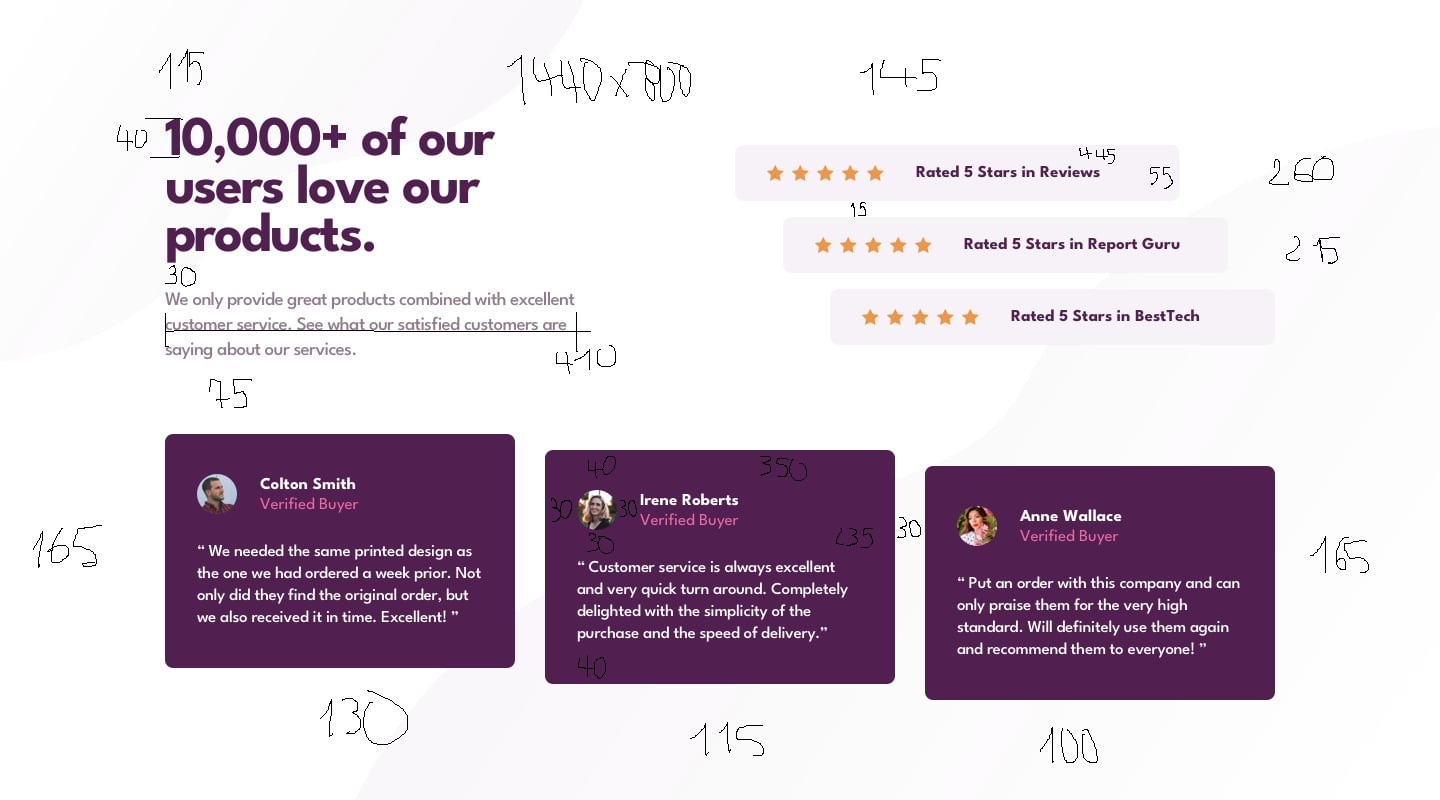 115
1440x800
145
40
10,000+ of our
users love our
products.
445
Rated 5 Stars in Reviews
55
260
15
Rated 5 Stars in Report Guru
215
Rated 5 Stars in BestTech
30
We only provide great products combined with excellent
customer service. See what our satisfied customers are
saying about our services.
410
75
Colton Smith
Verified Buyer
“ We needed the same printed design as
the one we had ordered a week prior. Not
only did they find the original order, but
we also received it in time. Excellent! ”
40
350
30
30
Irene Roberts
Verified Buyer
30
235
“ Customer service is always excellent
and very quick turn around. Completely
delighted with the simplicity of the
purchase and the speed of delivery.”
40
30
Anne Wallace
Verified Buyer
“ Put an order with this company and can
only praise them for the very high
standard. Will definitely use them again
and recommend them to everyone! ”
165
165
130
115
100